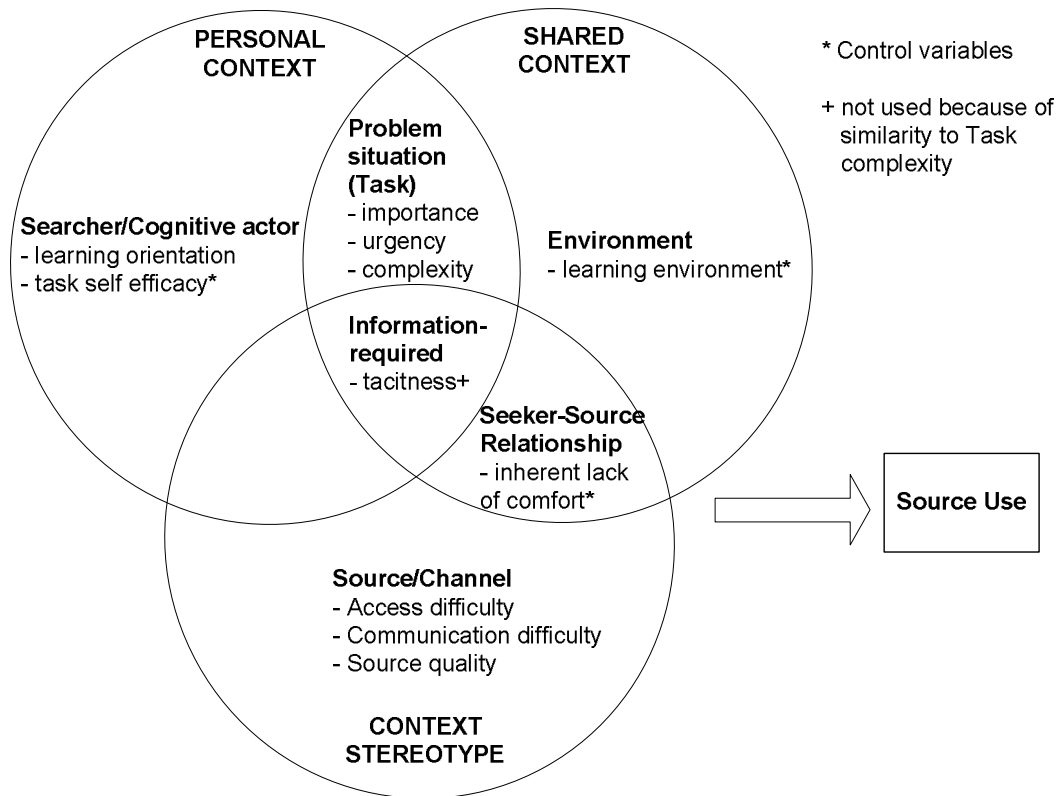 PERSONAL
CONTEXT
SHARED
CONTEXT
* Control variables
+ not used because of
similarity to Task
complexity
Problem
situation
(Task)
- importance
- urgency
- complexity
Searcher/Cognitive actor
- learning orientation
- task self efficacy*
Environment
- learning environment*
Information-
required
- tacitness+
Seeker-Source
Relationship
- inherent lack
of comfort*
Source Use
Source/Channel
- Access difficulty
- Communication difficulty
- Source quality
CONTEXT
STEREOTYPE